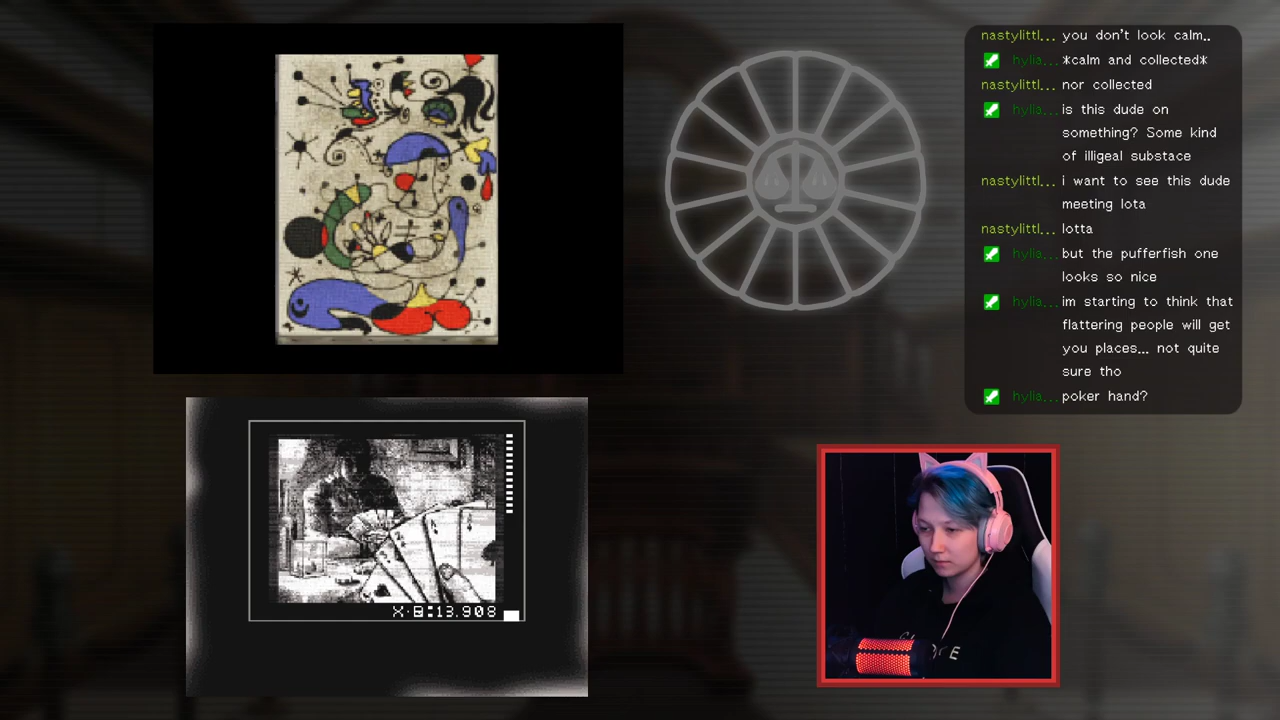 nastylittl... you don't look calm..
hylia... *calm and collected*
nastylittl... nor collected
hylia... is this dude on
something? Some kind
of illigeal substace
nastylittl... i want to see this dude
meeting lota
nastylittl... lotta
hylia... but the pufferfish one
looks so nice
hylia... im starting to think that
flattering people will get
you places... not quite
sure tho
hylia... poker hand?
13.908